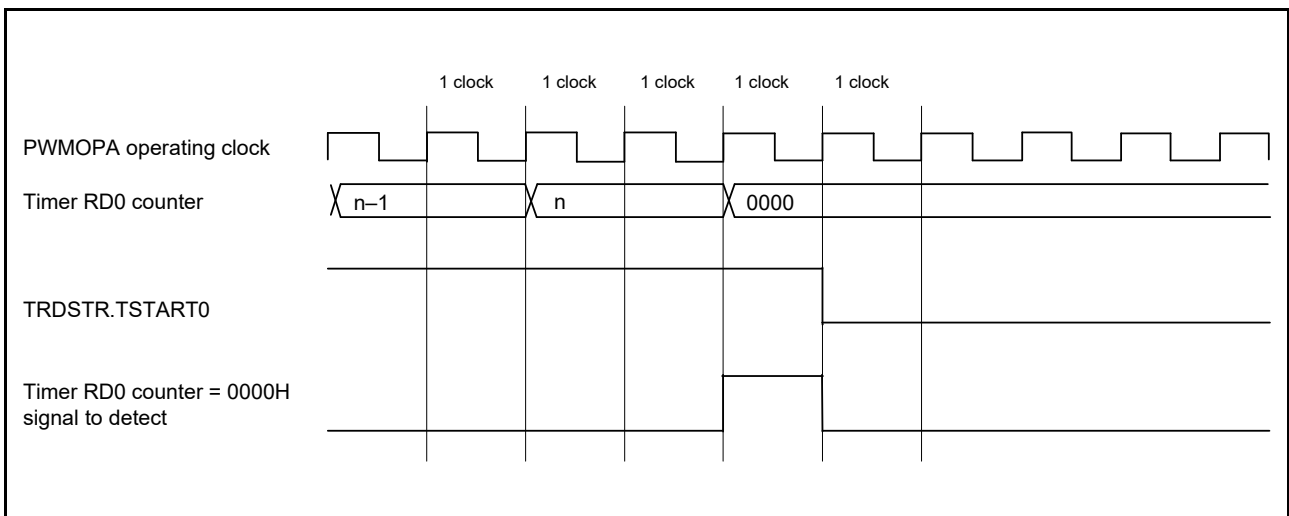 1 clock 1 clock 1 clock 1 clock 1 clock
PWMOPA operating clock
Timer RD0 counter n–1 n 0000
TRDSTR.TSTART0
Timer RD0 counter = 0000H
signal to detect